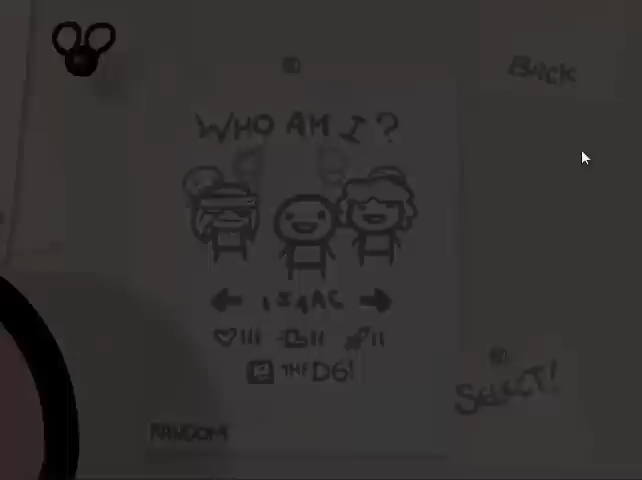 BACK
WHO AM I?
ISAAC
THE D6!
SELECT!
RANDOM